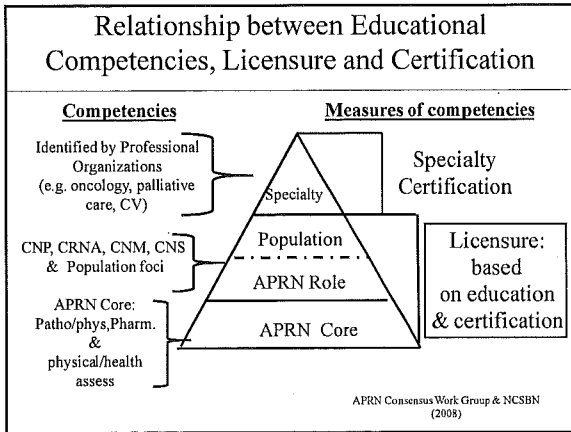 Relationship between Educational
Competencies, Licensure and Certification
Competencies
Measures of competencies
Identified by Professional
Organizations
(e.g. oncology, palliative
care, CV)
Specialty
Specialty
Certification
CNP, CRNA, CNM, CNS
& Population foci
Population
APRN Role
Licensure:
based
on education
& certification
APRN Core:
Patho/phys,Pharm.
&
physical/health
assess
APRN Core
APRN Consensus Work Group & NCSBN
(2008)